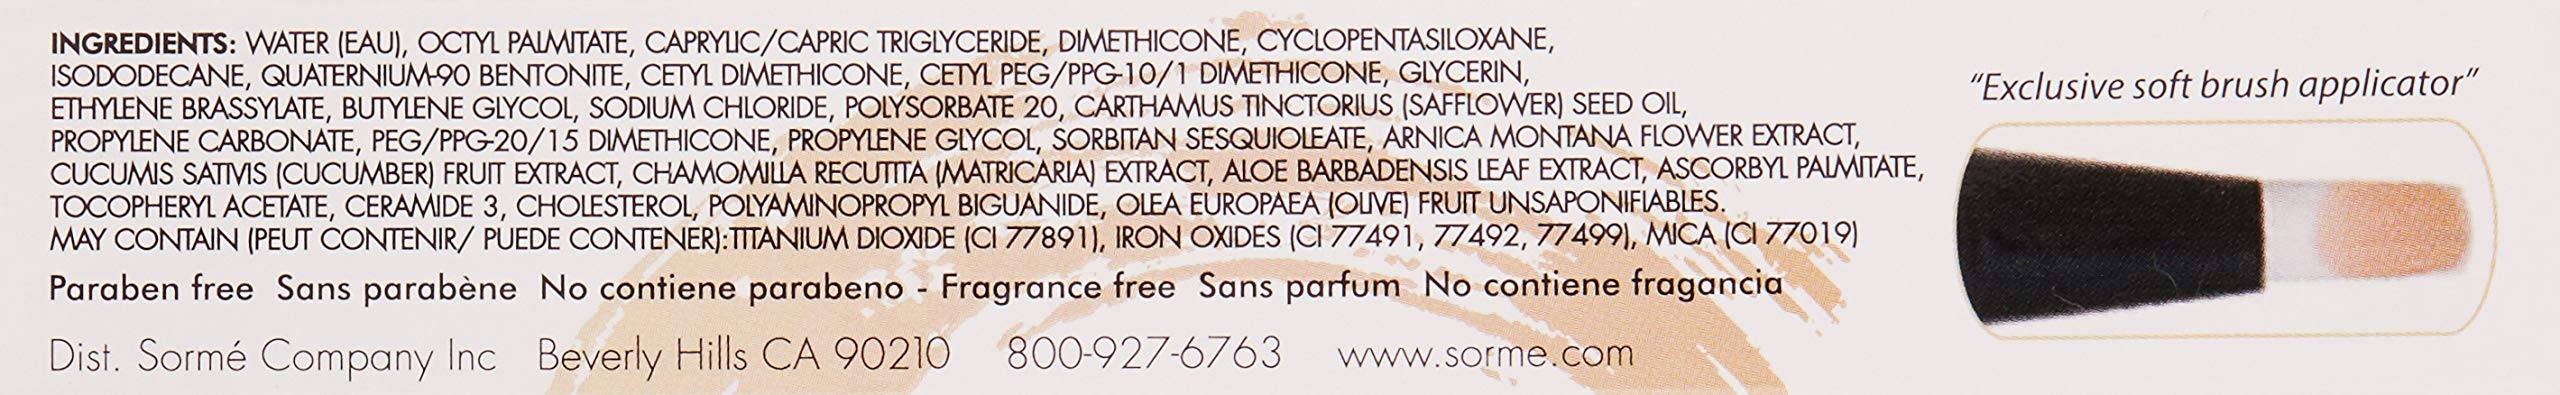 INGREDIENTS: WATER (EAU), OCTYL PALMITATE, CAPRYLIC/CAPRIC TRIGLYCERIDE, DIMETHICONE, CYCLOPENTASILOXANE,
ISODODECANE, QUATERNIUM-90 BENTONITE, CETYL DIMETHICONE, CETYL PEG/PPG-10/1 DIMETHICONE, GLYCERIN,
ETHYLENE BRASSYLATE, BUTYLENE GLYCOL, SODIUM CHLORIDE, POLYSORBATE 20, CARTHAMUS TINCTORIUS (SAFFLOWER) SEED OIL,
PROPYLENE CARBONATE, PEG/PPG-20/15 DIMETHICONE, PROPYLENE GLYCOL, SORBITAN SESQUIOLEATE, ARNICA MONTANA FLOWER EXTRACT,
CUCUMIS SATIVIS (CUCUMBER) FRUIT EXTRACT, CHAMOMILLA RECUTITA (MATRICARIA) EXTRACT, ALOE BARBADENSIS LEAF EXTRACT, ASCORBYL PALMITATE,
TOCOPHERYL ACETATE, CERAMIDE 3, CHOLESTEROL, POLYAMINOPROPYL BIGUANIDE, OLEA EUROPAEA (OLIVE) FRUIT UNSAPONIFIABLES.
MAY CONTAIN (PEUT CONTENIR/ PUEDE CONTENER):TITANIUM DIOXIDE (CI 77891), IRON OXIDES (CI 77491, 77492, 77499), MICA (CI 77019)
Paraben free Sans parabène No contiene parabeno - Fragrance free Sans parfum No contiene fragancia
Dist. Sormé Company Inc Beverly Hills CA 90210 800-927-6763 www.sorme.com
"Exclusive soft brush applicator"